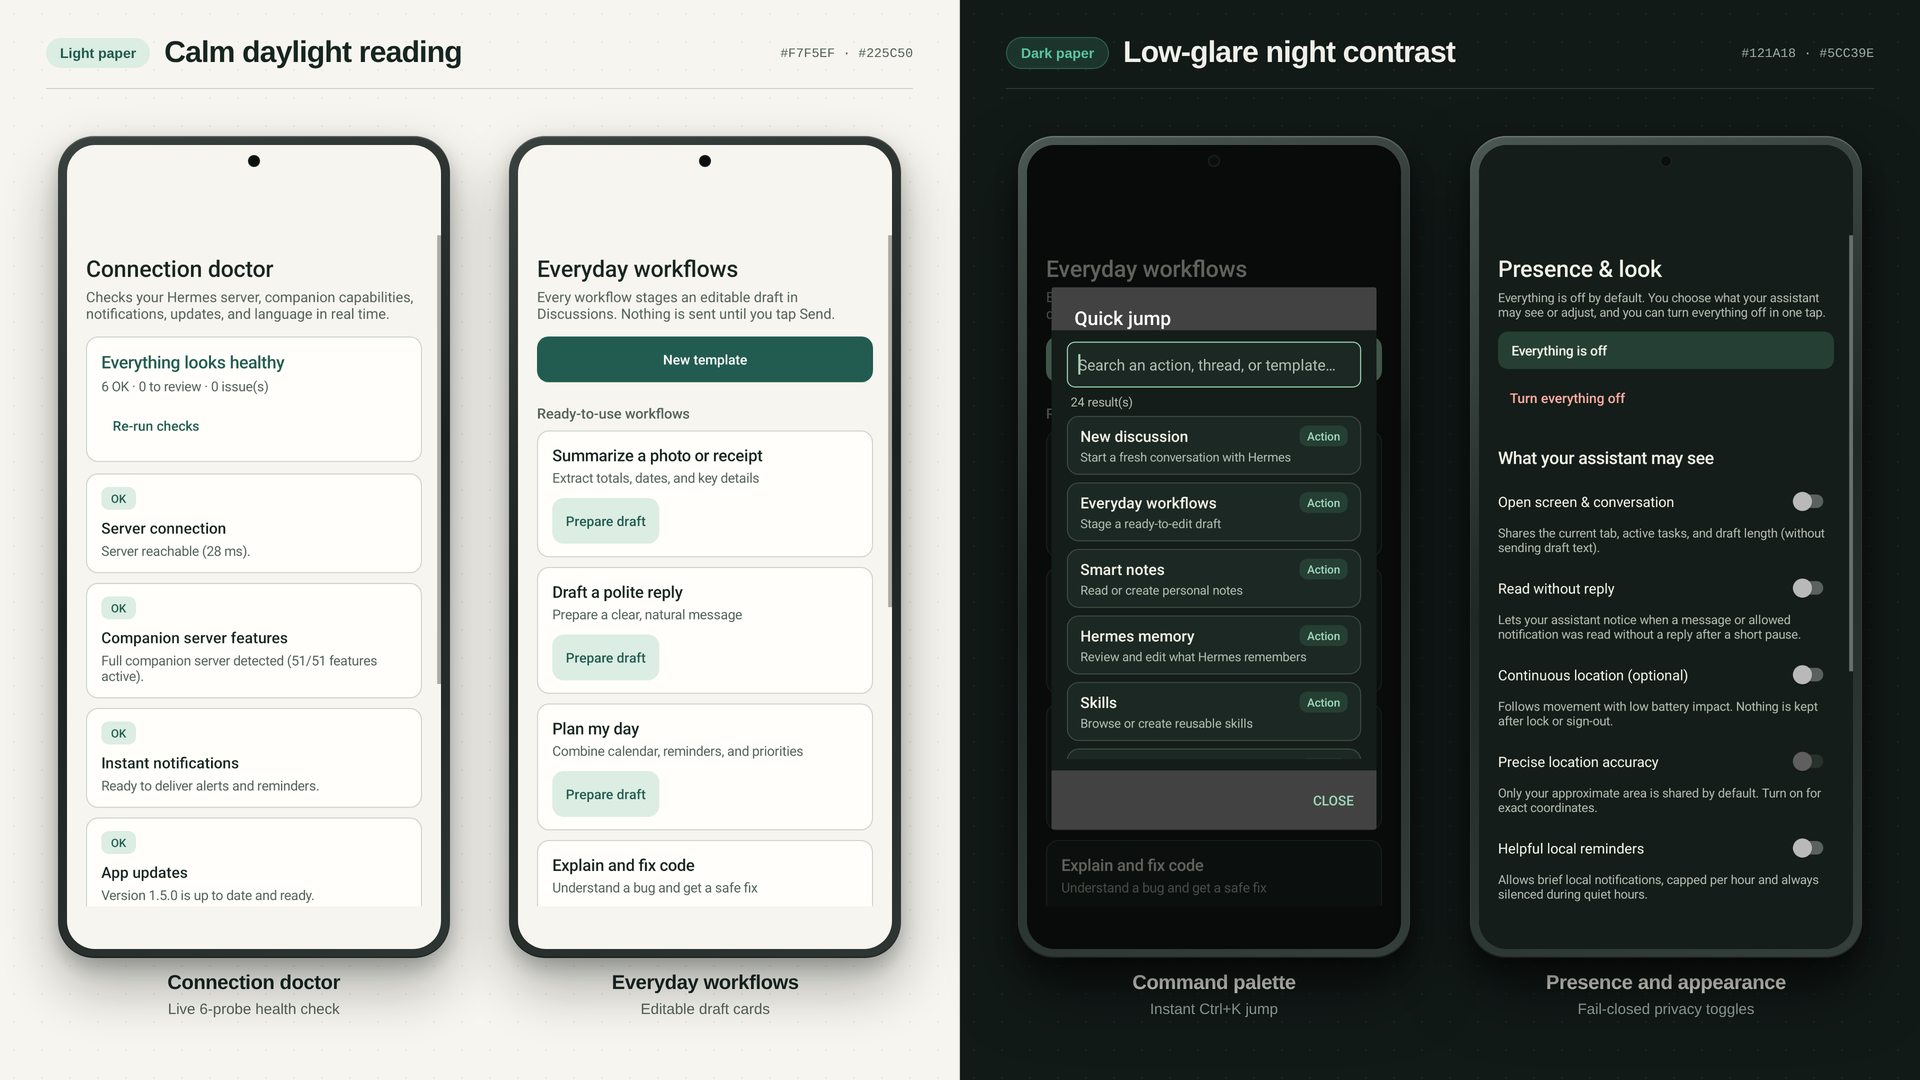 Light paper
Calm daylight reading
#F7F5EF · #225C50
Connection doctor
Checks your Hermes server, companion capabilities,
notifications, updates, and language in real time.
Everything looks healthy
6 OK · 0 to review · 0 issue(s)
Re-run checks
OK
Server connection
Server reachable (28 ms).
OK
Companion server features
Full companion server detected (51/51 features
active).
OK
Instant notifications
Ready to deliver alerts and reminders.
OK
App updates
Version 1.5.0 is up to date and ready.
Connection doctor
Live 6-probe health check
Everyday workflows
Every workflow stages an editable draft in
Discussions. Nothing is sent until you tap Send.
New template
Ready-to-use workflows
Summarize a photo or receipt
Extract totals, dates, and key details
Prepare draft
Draft a polite reply
Prepare a clear, natural message
Prepare draft
Plan my day
Combine calendar, reminders, and priorities
Prepare draft
Explain and fix code
Understand a bug and get a safe fix
Everyday workflows
Editable draft cards
Dark paper
Low-glare night contrast
#121A18 · #5CC39E
Everyday workflows
Quick jump
Search an action, thread, or template…
24 result(s)
New discussion
Action
Start a fresh conversation with Hermes
Everyday workflows
Action
Stage a ready-to-edit draft
Smart notes
Action
Read or create personal notes
Hermes memory
Action
Review and edit what Hermes remembers
Skills
Action
Browse or create reusable skills
CLOSE
Explain and fix code
Understand a bug and get a safe fix
Command palette
Instant Ctrl+K jump
Presence & look
Everything is off by default. You choose what your assistant
may see or adjust, and you can turn everything off in one tap.
Everything is off
Turn everything off
What your assistant may see
Open screen & conversation
Shares the current tab, active tasks, and draft length (without
sending draft text).
Read without reply
Lets your assistant notice when a message or allowed
notification was read without a reply after a short pause.
Continuous location (optional)
Follows movement with low battery impact. Nothing is kept
after lock or sign-out.
Precise location accuracy
Only your approximate area is shared by default. Turn on for
exact coordinates.
Helpful local reminders
Allows brief local notifications, capped per hour and always
silenced during quiet hours.
Presence and appearance
Fail-closed privacy toggles